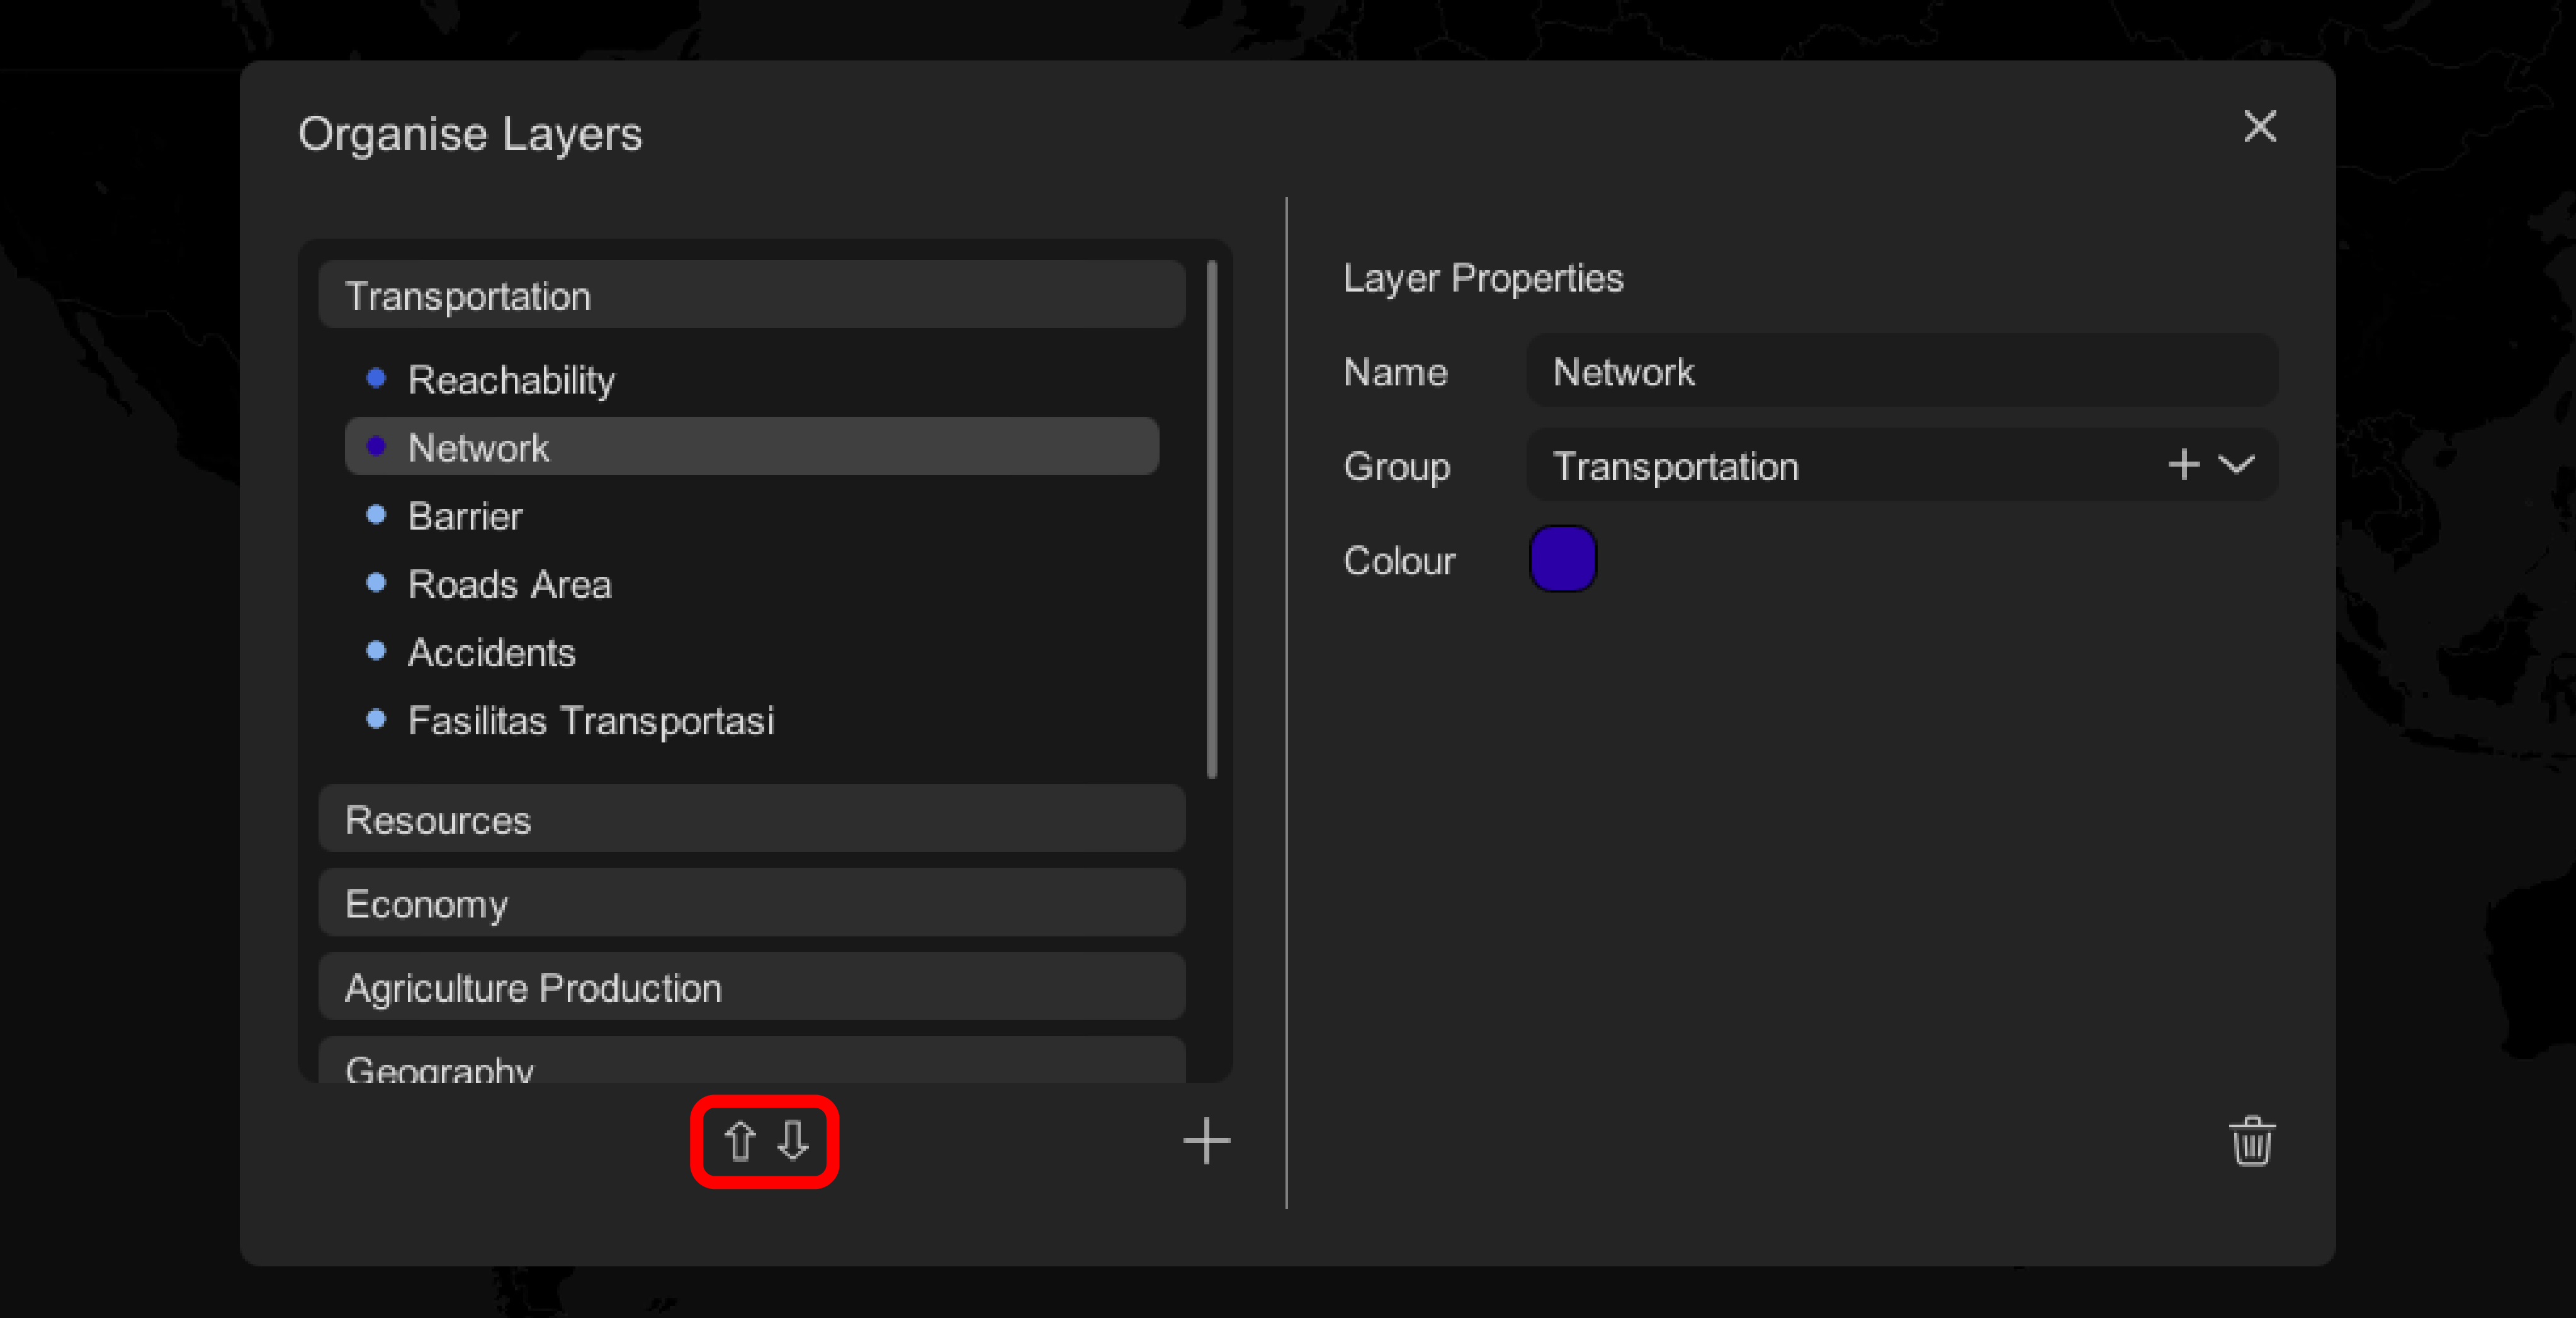 Organise Layers
Transportation
Reachability
Network
Barrier
Roads Area
Accidents
Fasilitas Transportasi
Resources
Economy
Agriculture Production
Geography
Layer Properties
Name Network
Group Transportation
Colour